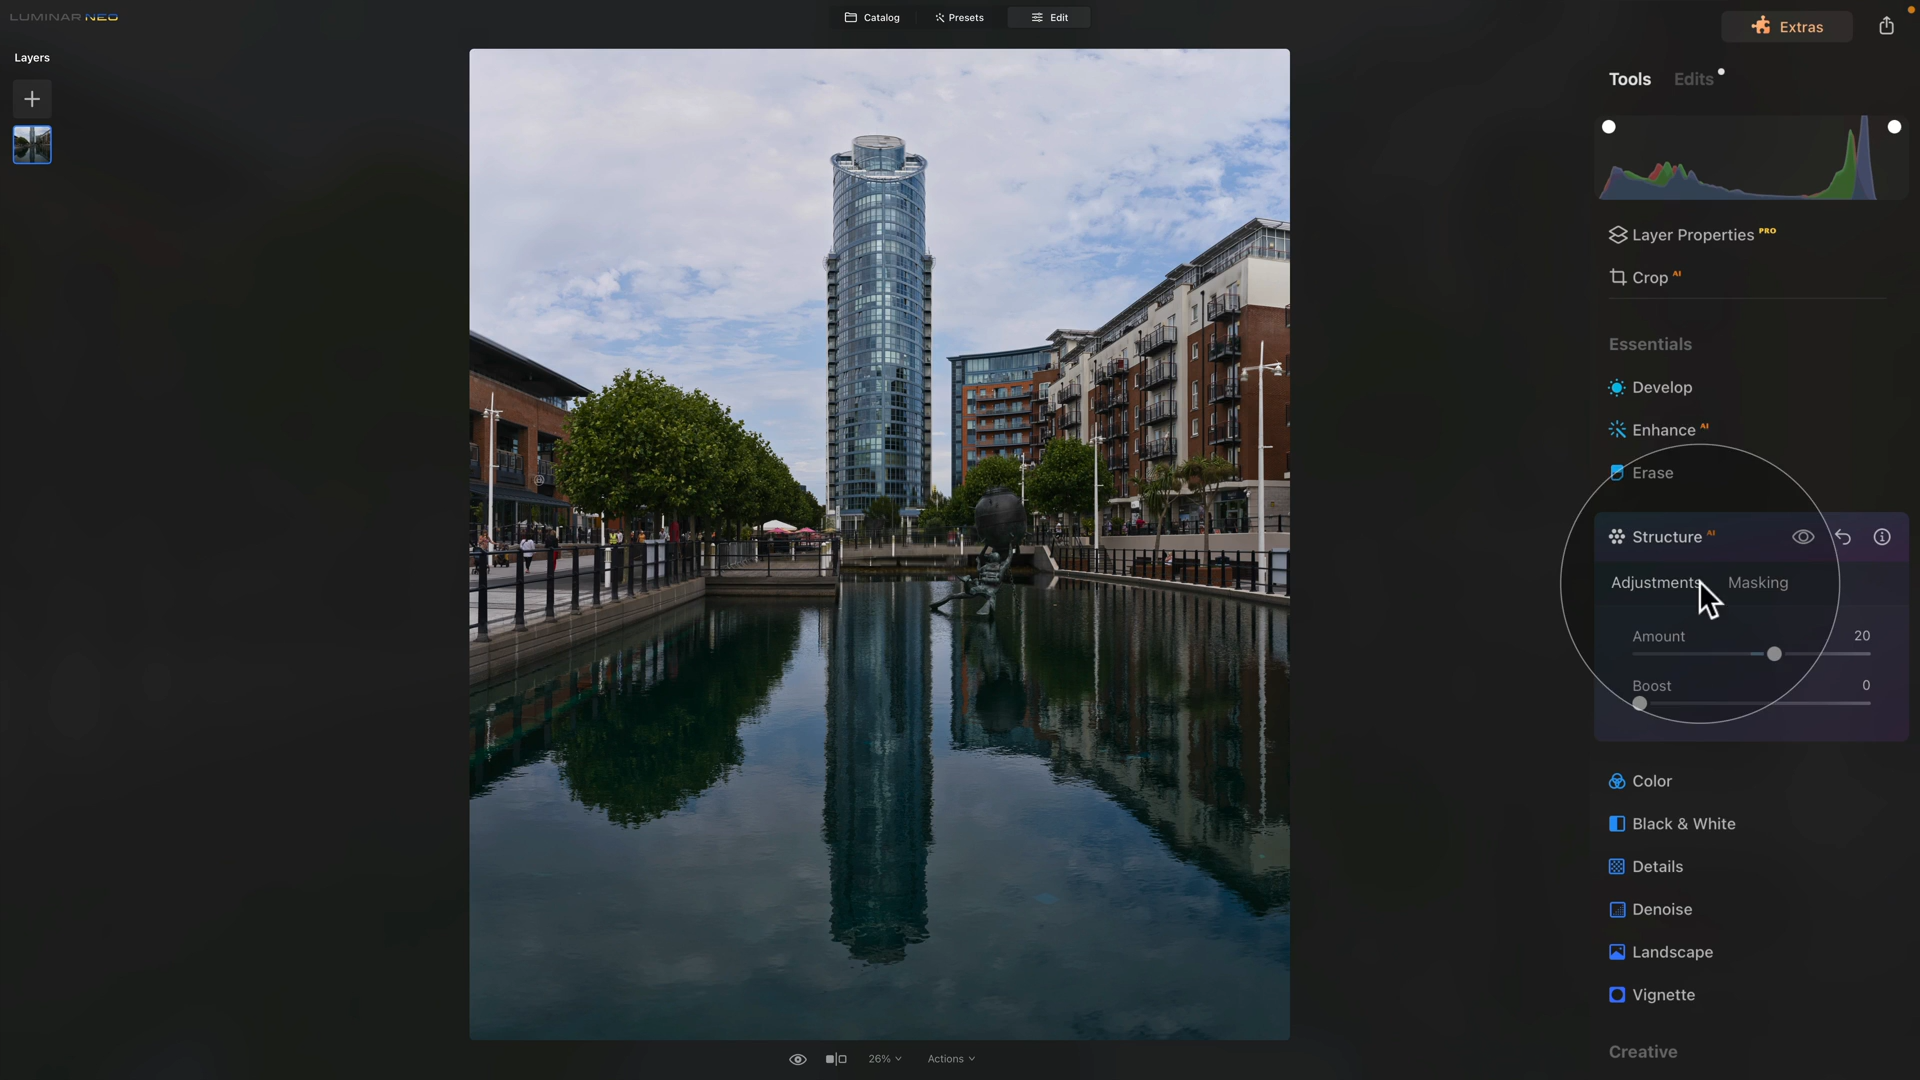 LUMINAR NEO
Catalog
Presets
Edit
Extras
Layers
Tools
Edits
Layer Properties PRO
Crop AI
Essentials
Develop
Enhance AI
Erase
Structure AI
Adjustments
Masking
Amount 20
Boost 0
Color
Black & White
Details
Denoise
Landscape
Vignette
Creative
26%
Actions